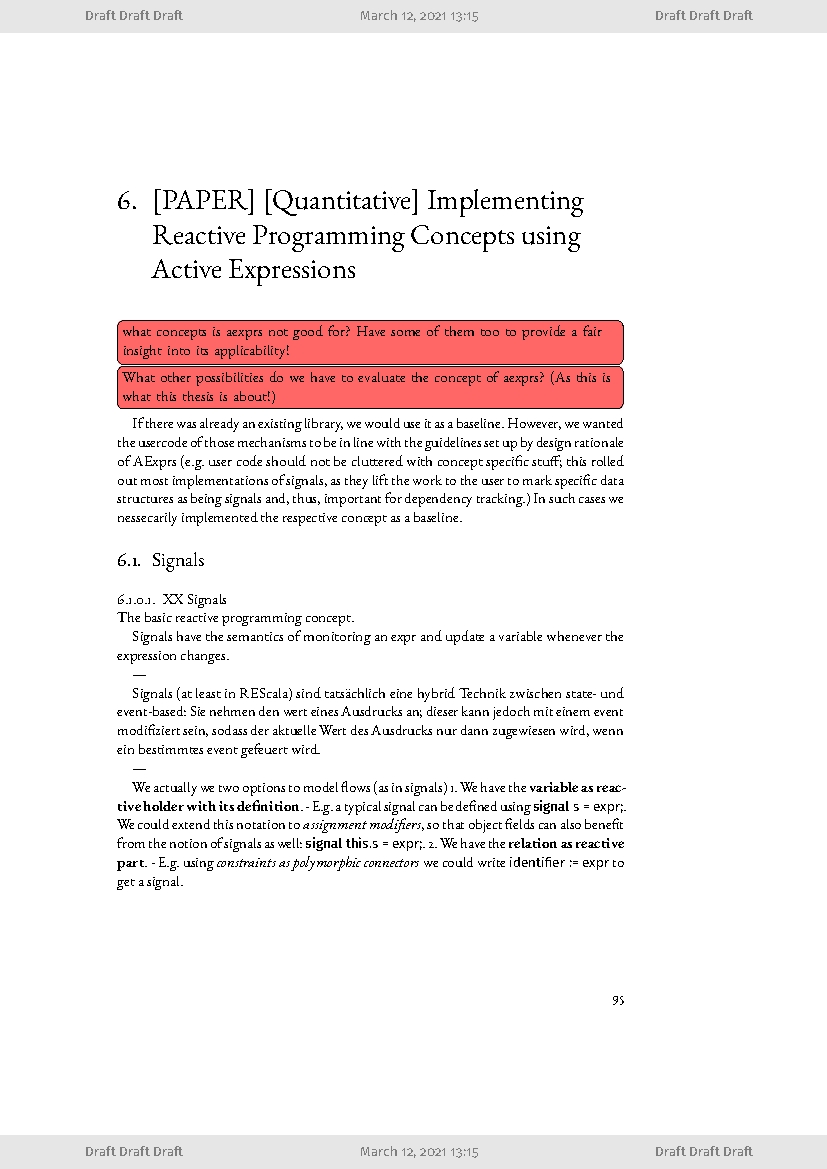 Draft Draft Draft March 12, 2021 13:15 Draft Draft Draft
6. [PAPER] [Quantitative] Implementing
Reactive Programming Concepts using
Active Expressions
what concepts is aexprs not good for? Have some of them too to provide a fair
insight into its applicability!
What other possibilities do we have to evaluate the concept of aexprs? (As this is
what this thesis is about!)
If there was already an existing library, we would use it as a baseline. However, we wanted
the usercode of those mechanisms to be in line with the guidelines set up by design rationale
of AExprs (e.g. user code should not be cluttered with concept specific stuff; this rolled
out most implementations of signals, as they lift the work to the user to mark specific data
structures as being signals and, thus, important for dependency tracking.) In such cases we
nessecarily implemented the respective concept as a baseline.
6.1. Signals
6.1.0.1. XX Signals
The basic reactive programming concept.
Signals have the semantics of monitoring an expr and update a variable whenever the
expression changes.
—
Signals (at least in REScala) sind tatsächlich eine hybrid Technik zwischen state- und
event-based: Sie nehmen den wert eines Ausdrucks an; dieser kann jedoch mit einem event
modifiziert sein, sodass der aktuelle Wert des Ausdrucks nur dann zugewiesen wird, wenn
ein bestimmtes event gefeuert wird.
—
We actually we two options to model flows (as in signals) 1. We have the variable as reac-
tive holder with its definition. - E.g. a typical signal can be defined using signal s = expr;.
We could extend this notation to assignment modifiers, so that object fields can also benefit
from the notion of signals as well: signal this.s = expr;. 2. We have the relation as reactive
part. - E.g. using constraints as polymorphic connectors we could write identifier := expr to
get a signal.
95
Draft Draft Draft March 12, 2021 13:15 Draft Draft Draft